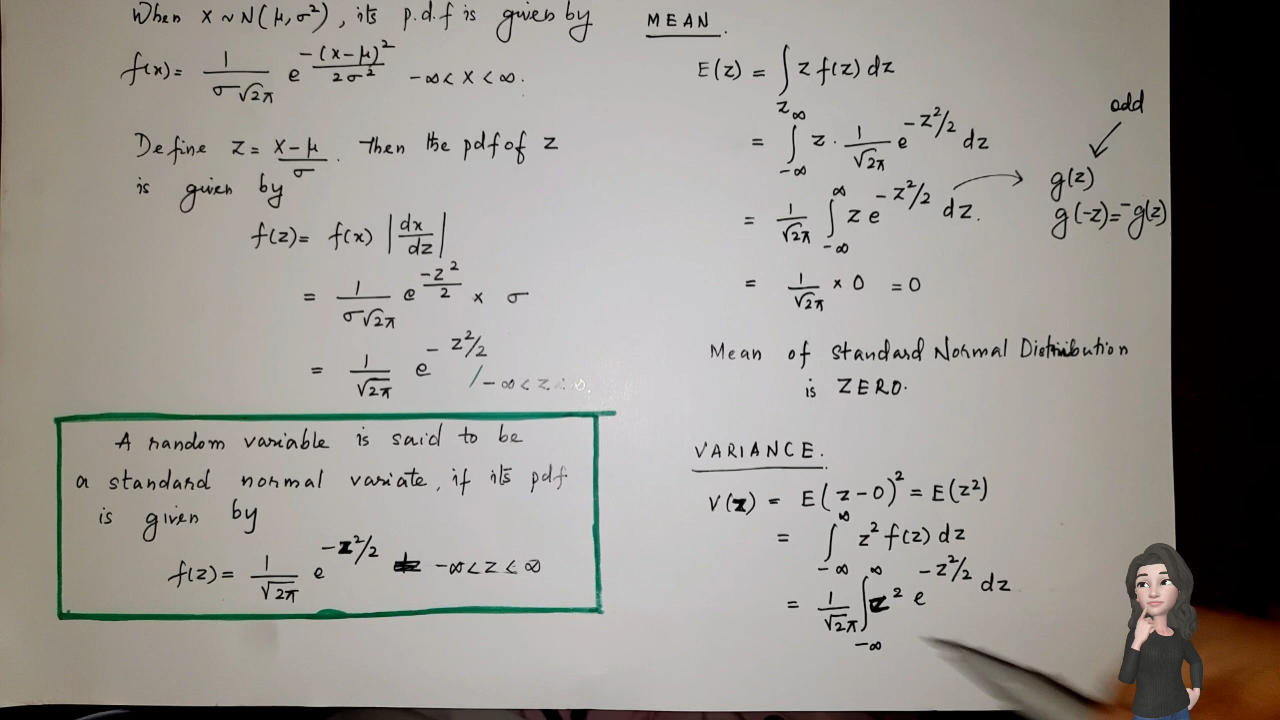 When X ~ N(μ, σ²), its p.d.f is given by
f(x) = 1/(σ√2π) e^(-(x-μ)²/2σ²) -∞ < x < ∞.
Define Z = (X-μ)/σ. Then the pdf of Z
is given by
f(z) = f(x) |dx/dz|
= 1/(σ√2π) e^(-z²/2) × σ
= 1/√2π e^(-z²/2) / -∞ < z < ∞
A random variable is said to be
a standard normal variate, if its pdf
is given by
f(z) = 1/√2π e^(-z²/2) -∞ < z < ∞
MEAN.
E(z) = ∫_z z f(z) dz
= ∫_(-∞)^∞ z · 1/√2π e^(-z²/2) dz
= 1/√2π ∫_(-∞)^∞ z e^(-z²/2) dz.
odd
g(z)
g(-z) = -g(z)
= 1/√2π × 0 = 0
Mean of Standard Normal Distribution
is ZERO.
VARIANCE.
V(z) = E(z-0)² = E(z²)
= ∫_(-∞)^∞ z² f(z) dz
= 1/√2π ∫_(-∞)^∞ z² e^(-z²/2) dz